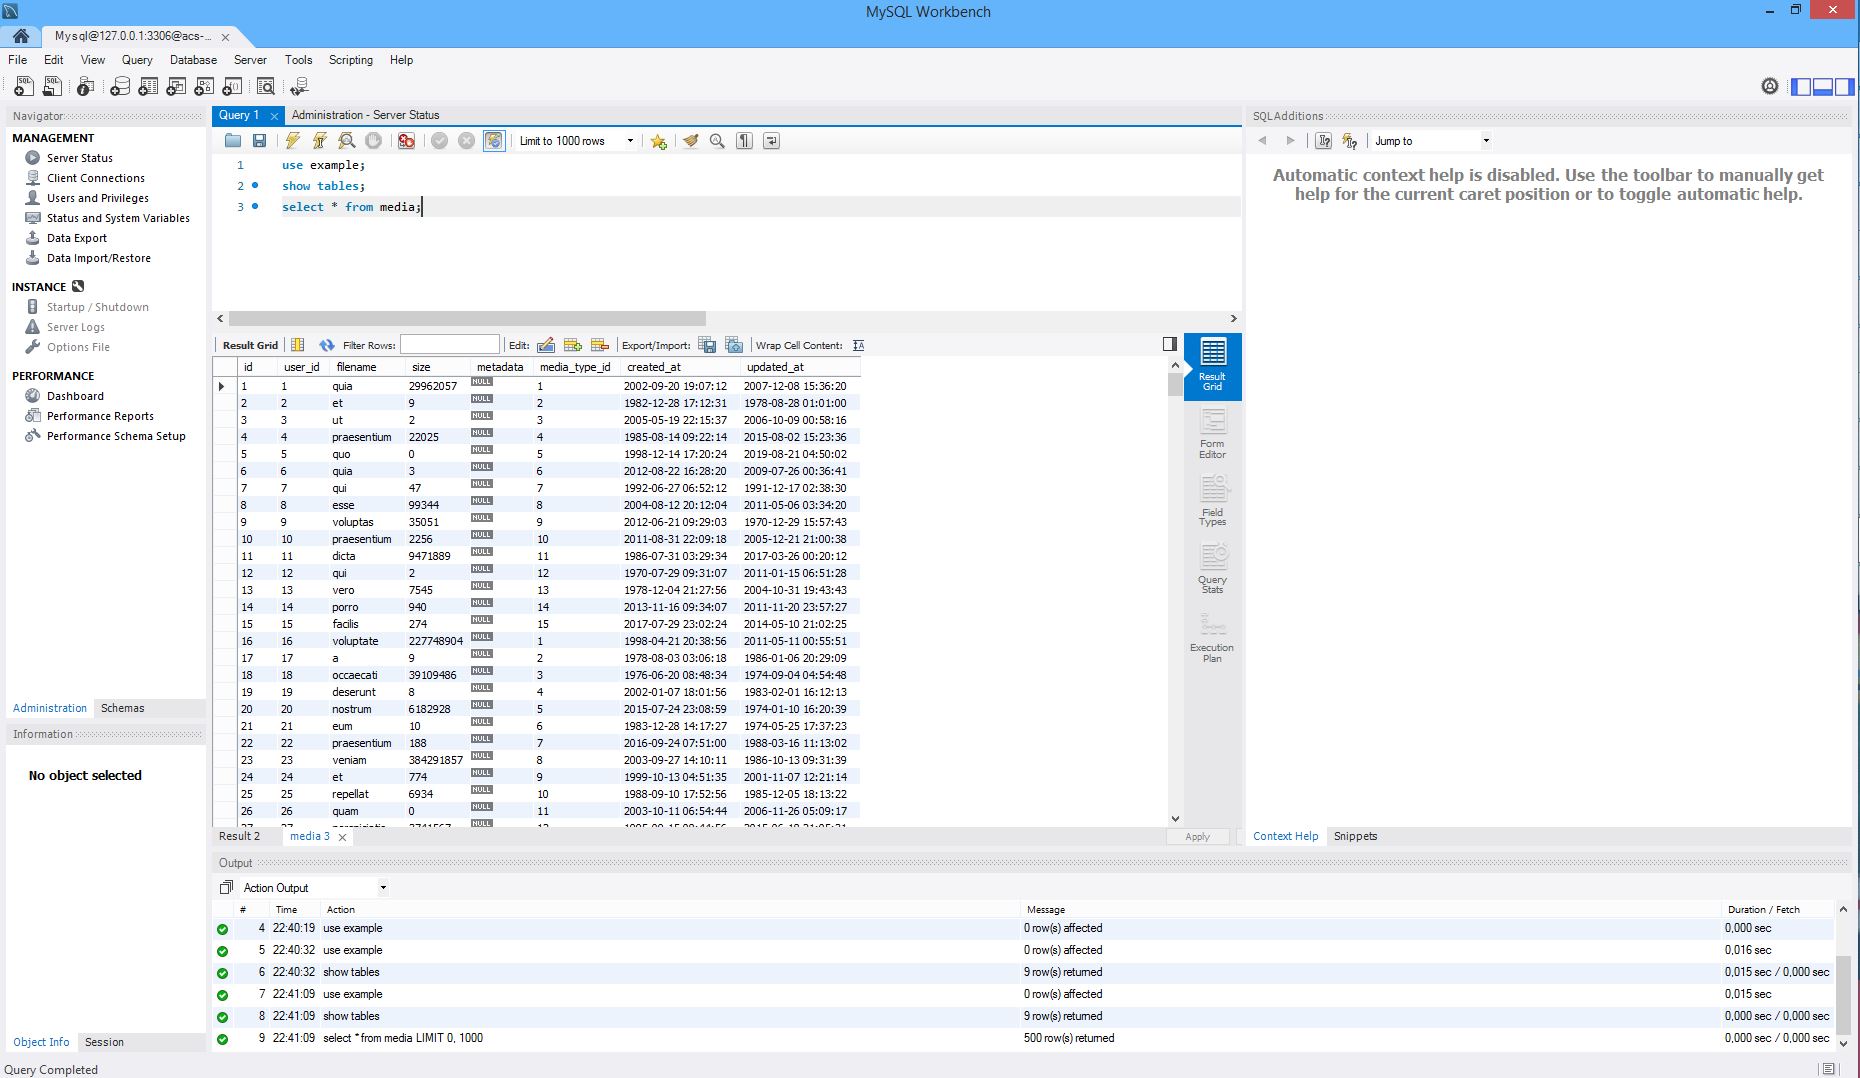 MySQL Workbench
Mysql@127.0.0.1:3306@acs-...
File Edit View Query Database Server Tools Scripting Help
Navigator
MANAGEMENT
Server Status
Client Connections
Users and Privileges
Status and System Variables
Data Export
Data Import/Restore
INSTANCE
Startup / Shutdown
Server Logs
Options File
PERFORMANCE
Dashboard
Performance Reports
Performance Schema Setup
Administration Schemas
Information
No object selected
Object Info Session
Query 1 Administration - Server Status
Limit to 1000 rows
1 use example;
2 show tables;
3 select * from media;
Result Grid Filter Rows: Edit: Export/Import: Wrap Cell Content:
id user_id filename size metadata media_type_id created_at updated_at
1 1 quia 29962057 NULL 1 2002-09-20 19:07:12 2007-12-08 15:36:20
2 2 et 9 NULL 2 1982-12-28 17:12:31 1978-08-28 01:01:00
3 3 ut 2 NULL 3 2005-05-19 22:15:37 2006-10-09 00:58:16
4 4 praesentium 22025 NULL 4 1985-08-14 09:22:14 2015-08-02 15:23:36
5 5 quo 0 NULL 5 1998-12-14 17:20:24 2019-08-21 04:50:02
6 6 quia 3 NULL 6 2012-08-22 16:28:20 2009-07-26 00:36:41
7 7 qui 47 NULL 7 1992-06-27 06:52:12 1991-12-17 02:38:30
8 8 esse 99344 NULL 8 2004-08-12 20:12:04 2011-05-06 03:34:20
9 9 voluptas 35051 NULL 9 2012-06-21 09:29:03 1970-12-29 15:57:43
10 10 praesentium 2256 NULL 10 2011-08-31 22:09:18 2005-12-21 21:00:38
11 11 dicta 9471889 NULL 11 1986-07-31 03:29:34 2017-03-26 00:20:12
12 12 qui 2 NULL 12 1970-07-29 09:31:07 2011-01-15 06:51:28
13 13 vero 7545 NULL 13 1978-12-04 21:27:56 2004-10-31 19:43:43
14 14 porro 940 NULL 14 2013-11-16 09:34:07 2011-11-20 23:57:27
15 15 facilis 274 NULL 15 2017-07-29 23:02:24 2014-05-10 21:02:25
16 16 voluptate 227748904 NULL 1 1998-04-21 20:38:56 2011-05-11 00:55:51
17 17 a 9 NULL 2 1978-08-03 03:06:18 1986-01-06 20:29:09
18 18 occaecati 39109486 NULL 3 1976-06-20 08:48:34 1974-09-04 04:54:48
19 19 deserunt 8 NULL 4 2002-01-07 18:01:56 1983-02-01 16:12:13
20 20 nostrum 6182928 NULL 5 2015-07-24 23:08:59 1974-01-10 16:20:39
21 21 eum 10 NULL 6 1983-12-28 14:17:27 1974-05-25 17:37:23
22 22 praesentium 188 NULL 7 2016-09-24 07:51:00 1988-03-16 11:13:02
23 23 veniam 384291857 NULL 8 2003-09-27 14:10:11 1986-10-13 09:31:39
24 24 et 774 NULL 9 1999-10-13 04:51:35 2001-11-07 12:21:14
25 25 repellat 6934 NULL 10 1988-09-10 17:52:56 1985-12-05 18:13:22
26 26 quam 0 NULL 11 2003-10-11 06:54:44 2006-11-26 05:09:17
NULL
Result Grid
Form Editor
Field Types
Query Stats
Execution Plan
Result 2 media 3 Apply
SQLAdditions
Jump to
Automatic context help is disabled. Use the toolbar to manually get
help for the current caret position or to toggle automatic help.
Context Help Snippets
Output
Action Output
# Time Action Message Duration / Fetch
4 22:40:19 use example 0 row(s) affected 0,000 sec
5 22:40:32 use example 0 row(s) affected 0,016 sec
6 22:40:32 show tables 9 row(s) returned 0,015 sec / 0,000 sec
7 22:41:09 use example 0 row(s) affected 0,015 sec
8 22:41:09 show tables 9 row(s) returned 0,000 sec / 0,000 sec
9 22:41:09 select * from media LIMIT 0, 1000 500 row(s) returned 0,000 sec / 0,000 sec
Query Completed